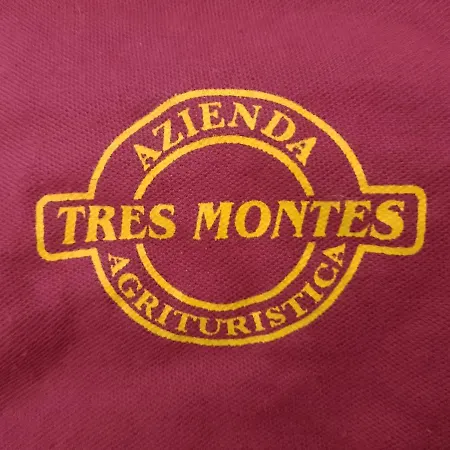 AZIENDA
TRES MONTES
AGRITURISTICA